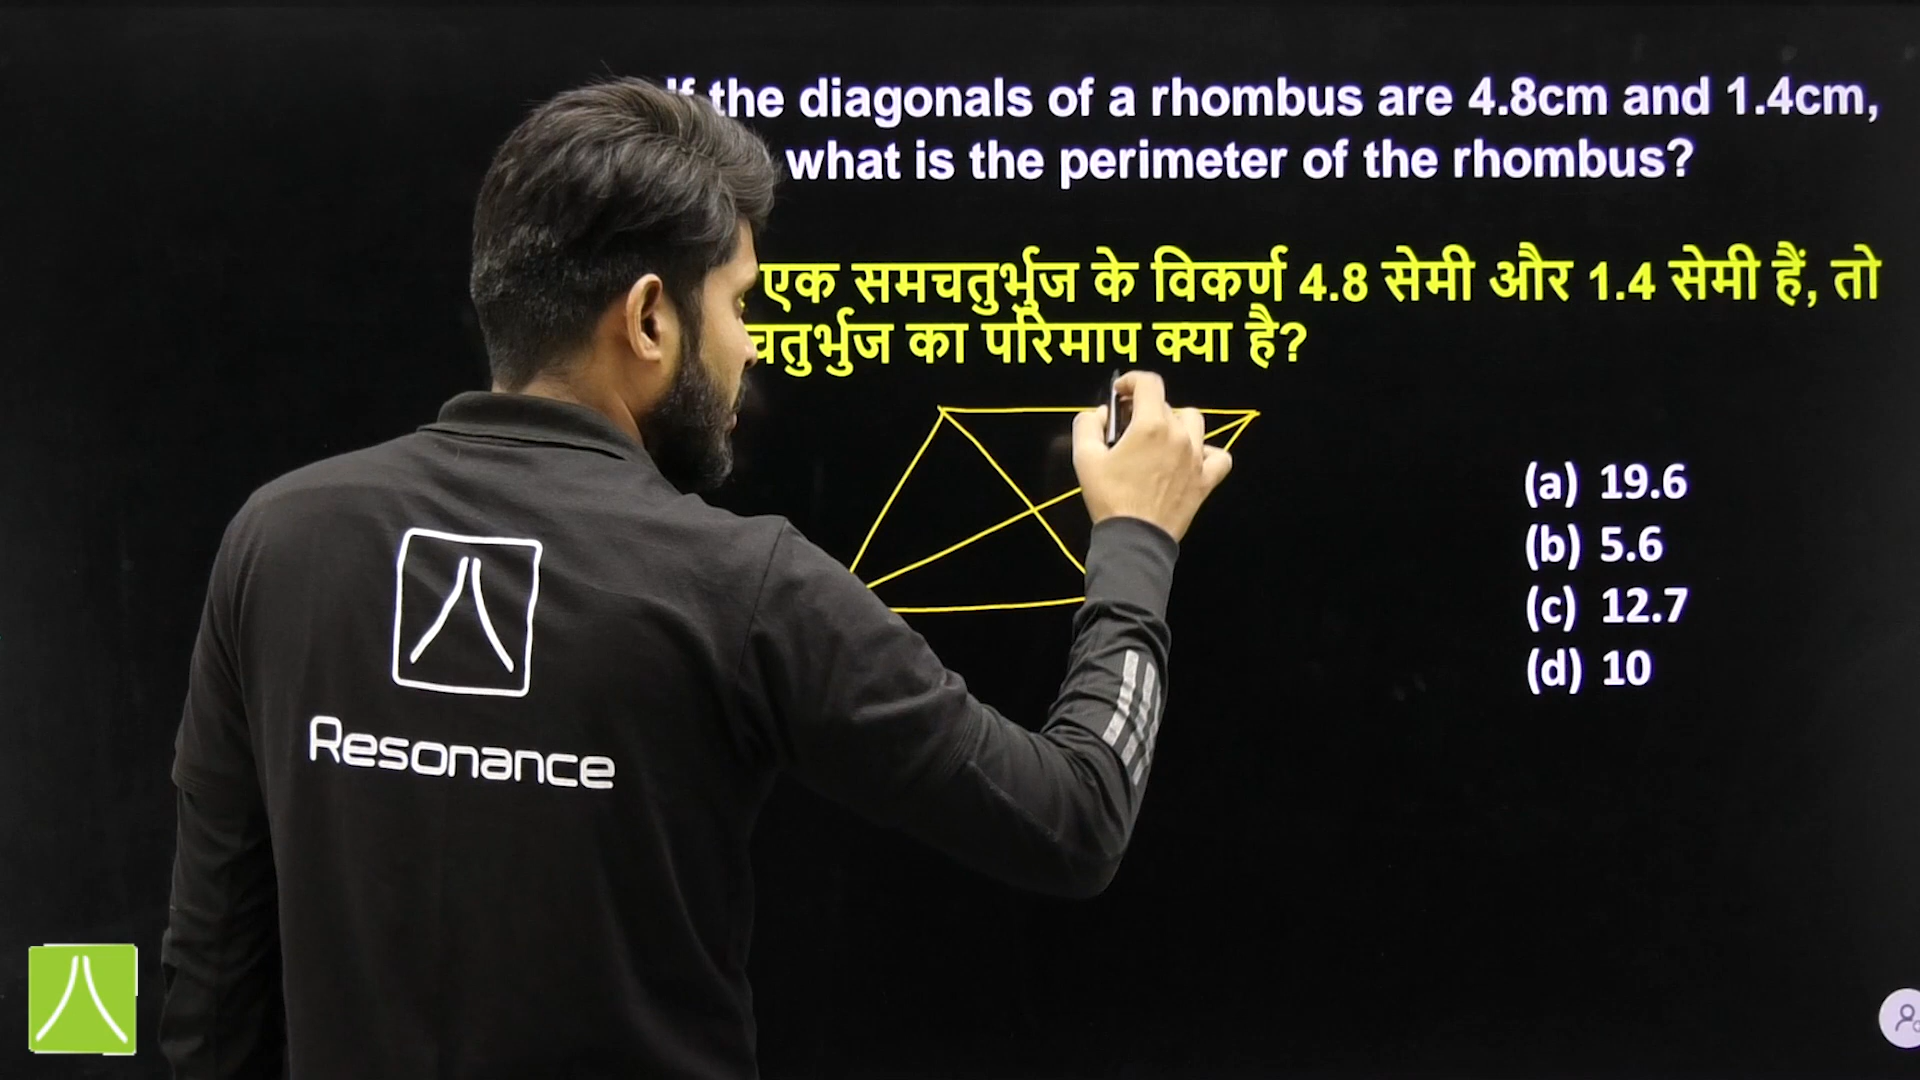 the diagonals of a rhombus are 4.8cm and 1.4cm,
what is the perimeter of the rhombus?
एक समचतुर्भुज के विकर्ण 4.8 सेमी और 1.4 सेमी हैं, तो
चतुर्भुज का परिमाप क्या है?
(a) 19.6
(b) 5.6
(c) 12.7
(d) 10
Resonance